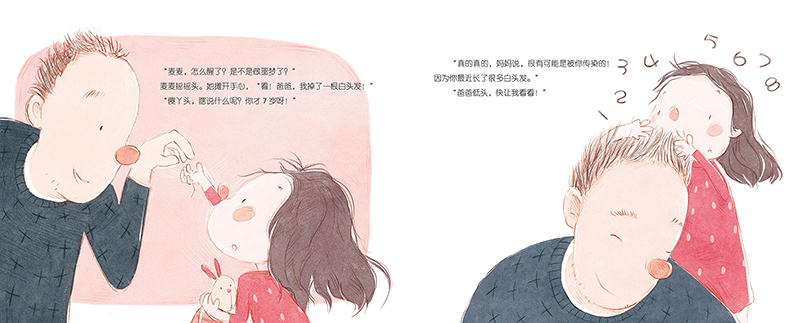 “麦麦，怎么醒了？是不是做噩梦了？”
麦麦摇摇头。她摊开手心，“看！爸爸，我掉了一根白头发！”
“傻丫头，瞎说什么呢？你才 7 岁呀！”
“真的真的，妈妈说，很有可能是被你传染的！
因为你最近长了很多白头发。”
“爸爸低头，快让我看看！”
1 2 3 4 5 6 7 8